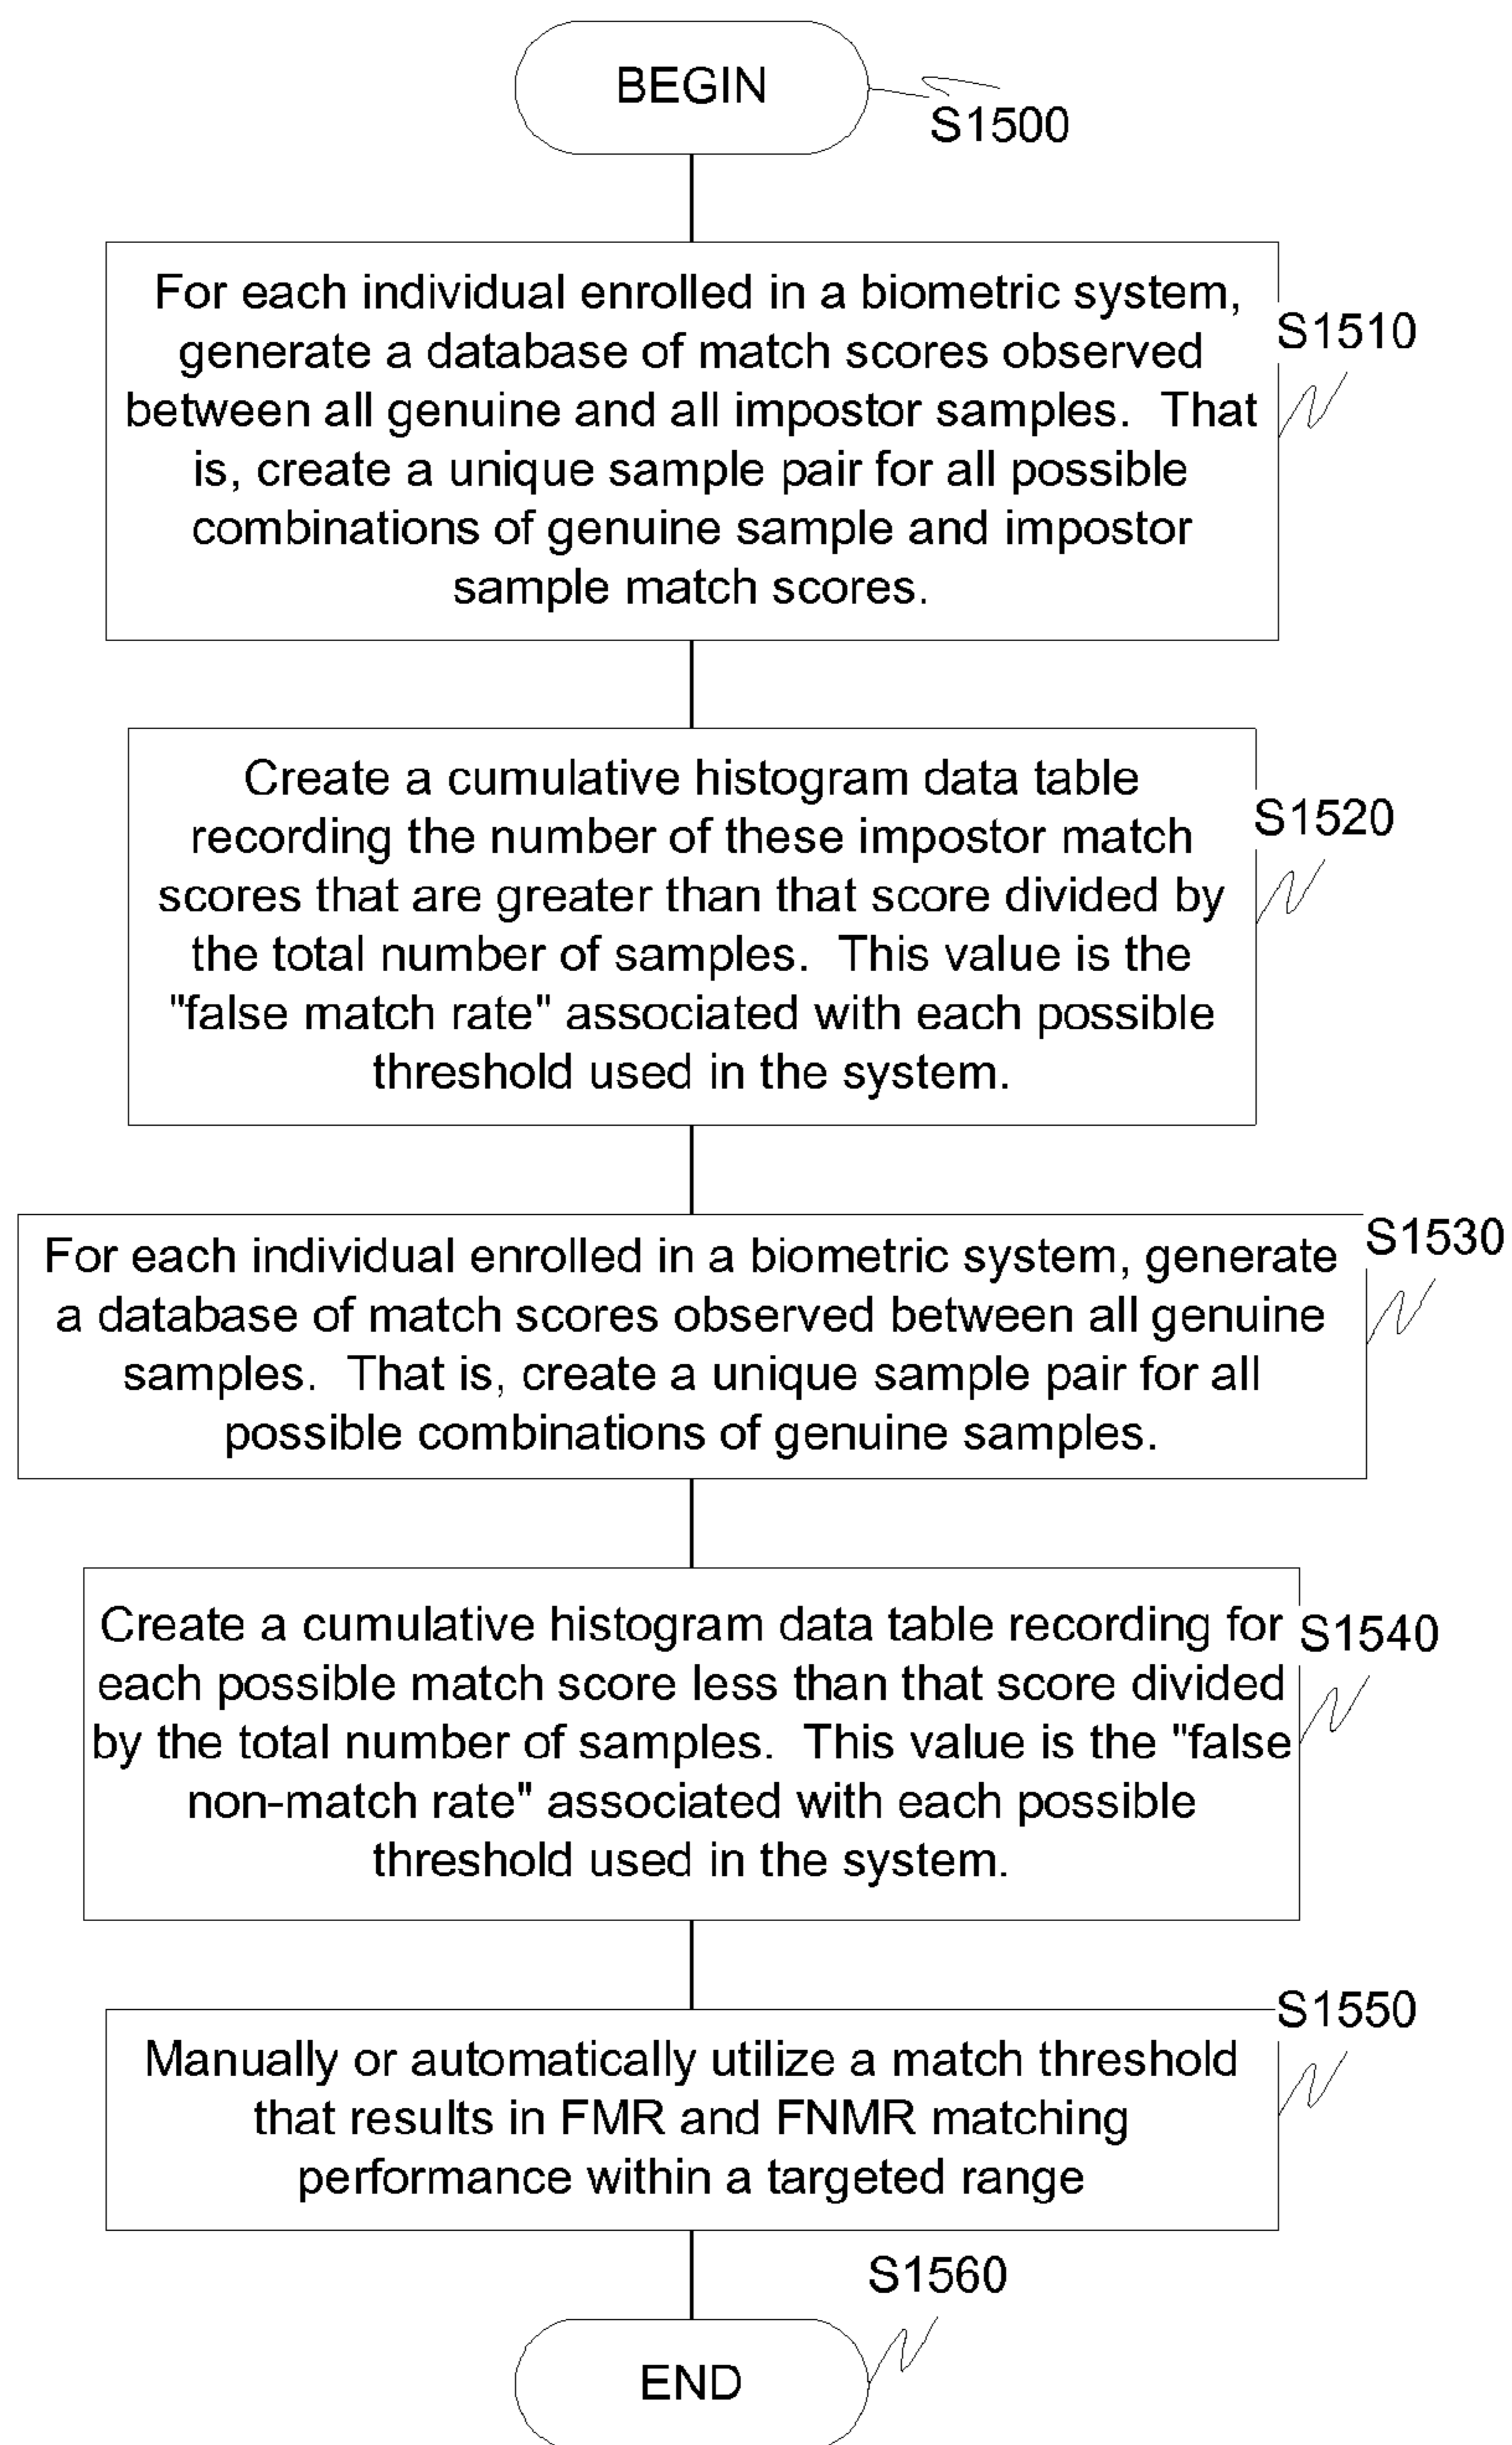 BEGIN
S1500
For each individual enrolled in a biometric system,
generate a database of match scores observed
between all genuine and all impostor samples.  That
is, create a unique sample pair for all possible
combinations of genuine sample and impostor
sample match scores.
S1510
Create a cumulative histogram data table
recording the number of these impostor match
scores that are greater than that score divided by
the total number of samples.  This value is the
"false match rate" associated with each possible
threshold used in the system.
S1520
For each individual enrolled in a biometric system, generate
a database of match scores observed between all genuine
samples.  That is, create a unique sample pair for all
possible combinations of genuine samples.
S1530
Create a cumulative histogram data table recording for
each possible match score less than that score divided
by the total number of samples.  This value is the "false
non-match rate" associated with each possible
threshold used in the system.
S1540
Manually or automatically utilize a match threshold
that results in FMR and FNMR matching
performance within a targeted range
S1550
S1560
END